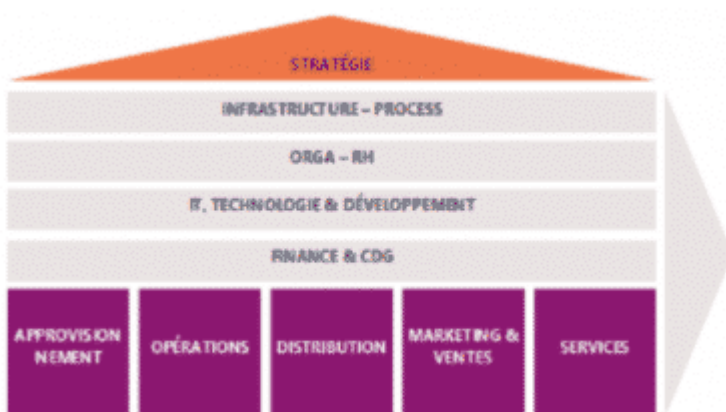 STRATÉGIE
INFRASTRUCTURE – PROCESS
ORGA – RH
IT, TECHNOLOGIE & DÉVELOPPEMENT
FINANCE & CDG
APPROVISION
NEMENT
OPÉRATIONS
DISTRIBUTION
MARKETING &
VENTES
SERVICES